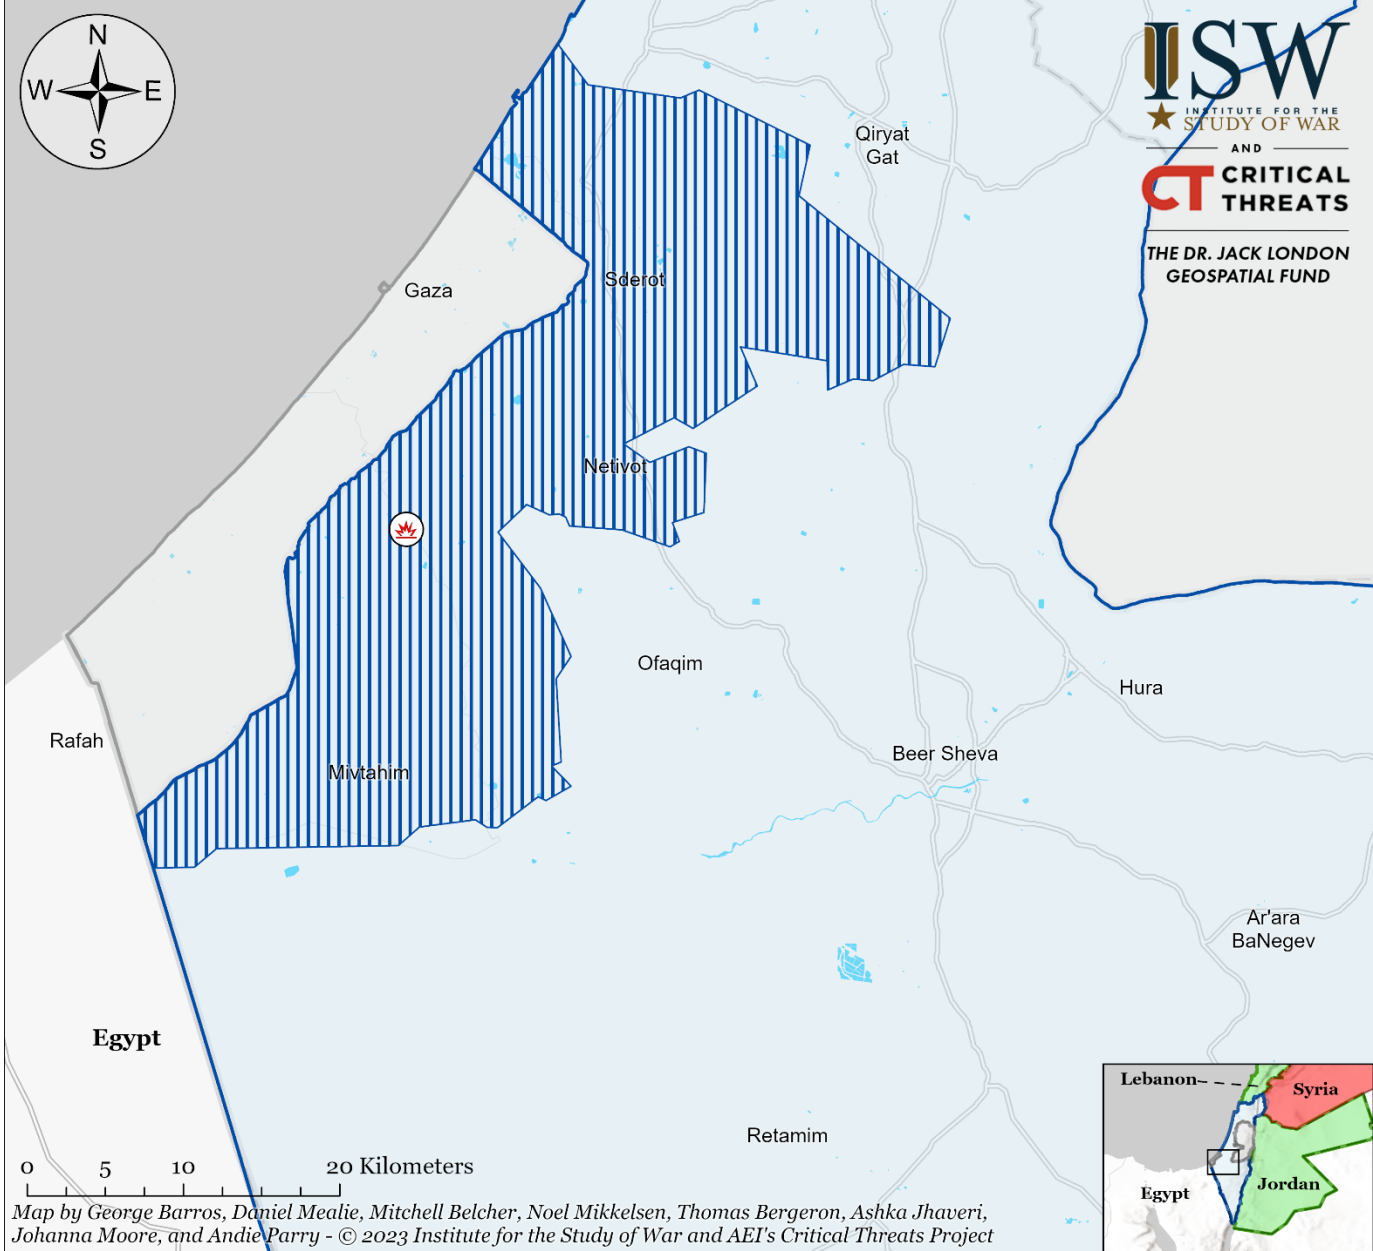 N
W
E
S
ISW
INSTITUTE FOR THE
STUDY OF WAR
AND
CT CRITICAL
THREATS
THE DR. JACK LONDON
GEOSPATIAL FUND
Qiryat
Gat
Gaza
Sderot
Netivot
Ofaqim
Hura
Rafah
Beer Sheva
Mivtahim
Ar'ara
BaNegev
Egypt
Retamim
Lebanon
Syria
Egypt
Jordan
0 5 10 20 Kilometers
Map by George Barros, Daniel Mealie, Mitchell Belcher, Noel Mikkelsen, Thomas Bergeron, Ashka Jhaveri,
Johanna Moore, and Andie Parry - © 2023 Institute for the Study of War and AEI's Critical Threats Project